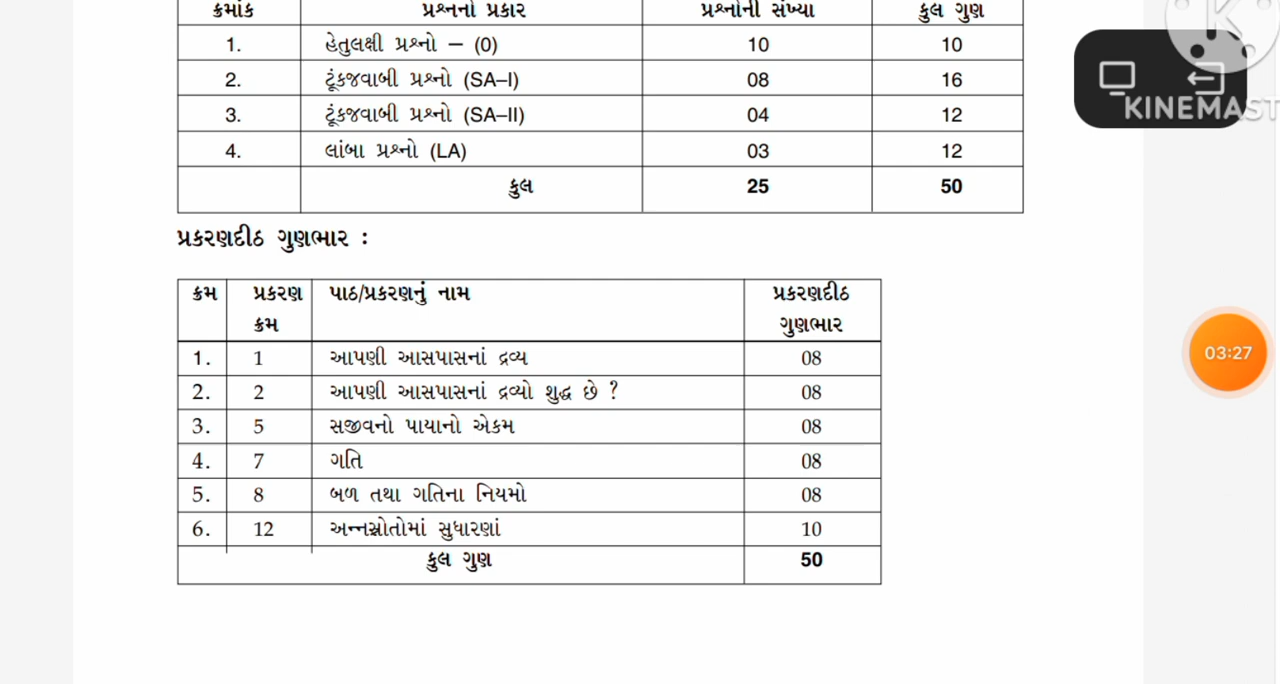 ક્રમાંક પ્રશ્નનો પ્રકાર પ્રશ્નોની સંખ્યા કુલ ગુણ
1. હેતુલક્ષી પ્રશ્નો – (0) 10 10
2. ટૂંકજવાબી પ્રશ્નો (SA–I) 08 16
3. ટૂંકજવાબી પ્રશ્નો (SA–II) 04 12
4. લાંબા પ્રશ્નો (LA) 03 12
કુલ 25 50
પ્રકરણદીઠ ગુણભાર :
ક્રમ પ્રકરણ પાઠ/પ્રકરણનું નામ પ્રકરણદીઠ
ક્રમ ગુણભાર
1. 1 આપણી આસપાસનાં દ્રવ્ય 08
2. 2 આપણી આસપાસનાં દ્રવ્યો શુદ્ધ છે ? 08
3. 5 સજીવનો પાયાનો એકમ 08
4. 7 ગતિ 08
5. 8 બળ તથા ગતિના નિયમો 08
6. 12 અન્નસ્રોતોમાં સુધારણાં 10
કુલ ગુણ 50
K
KINEMAST
03:27